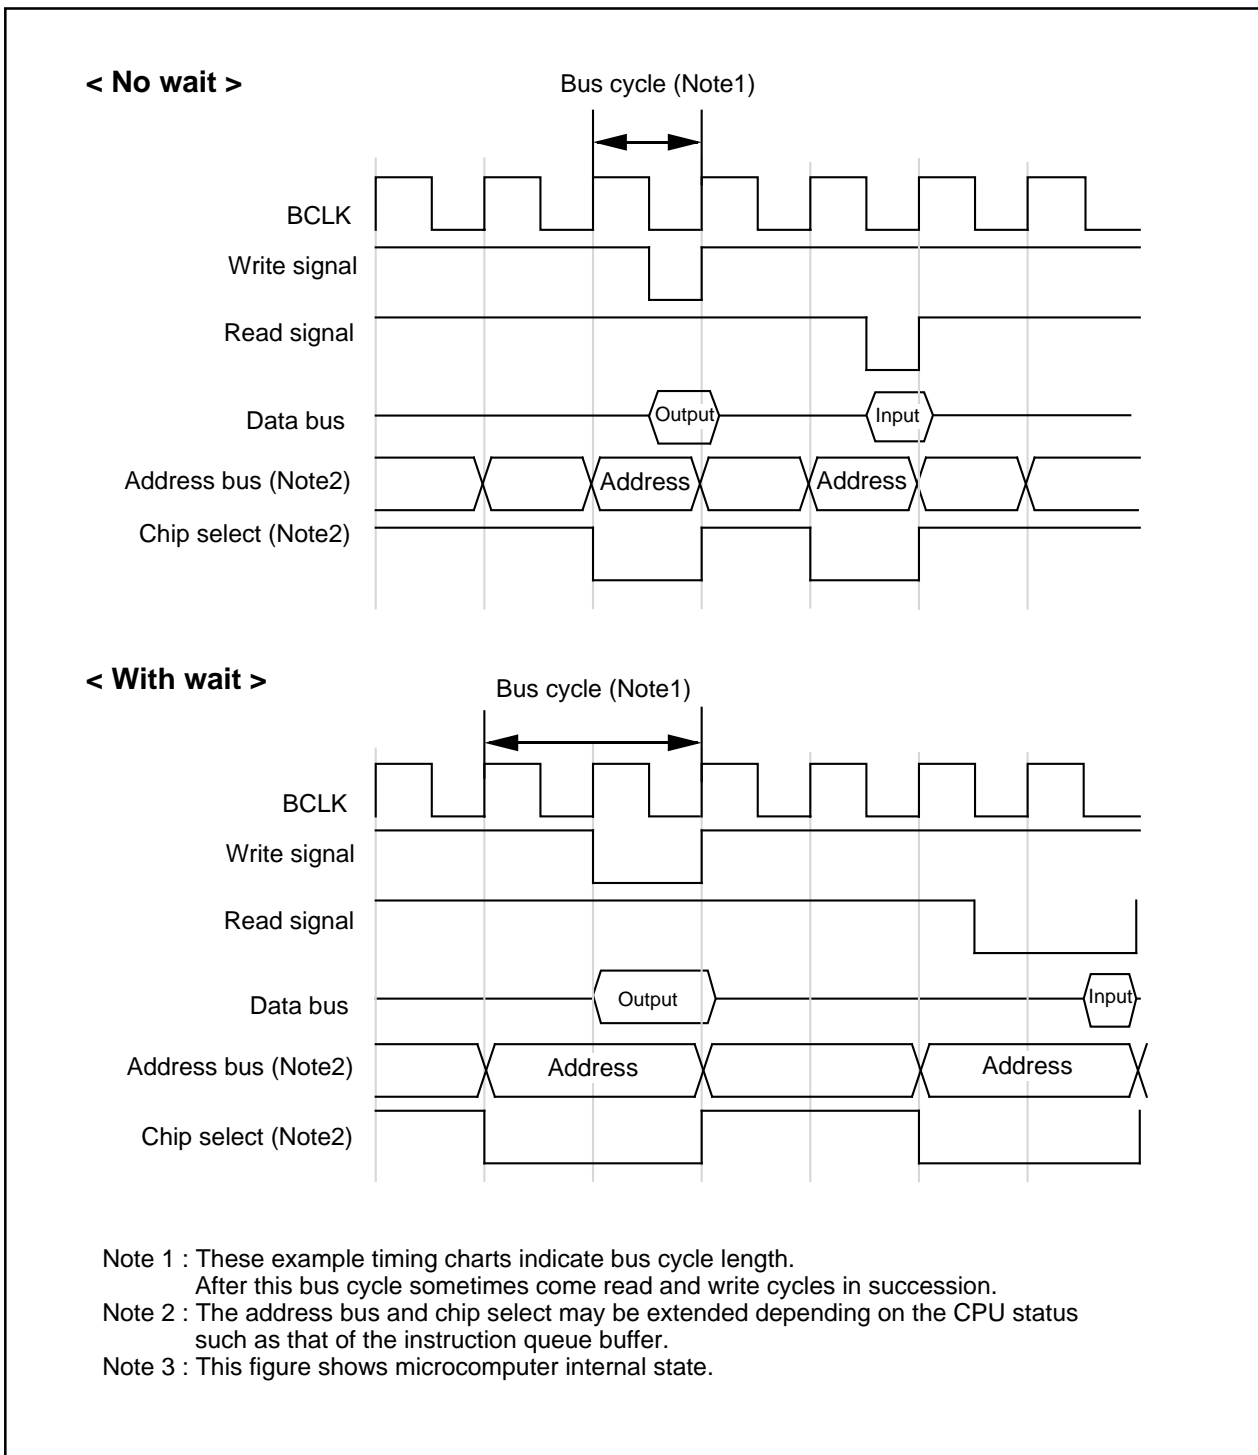 < No wait >
Bus cycle (Note1)
BCLK
Write signal
Read signal
Data bus
Output
Input
Address bus (Note2)
Address
Address
Chip select (Note2)
< With wait >
Bus cycle (Note1)
BCLK
Write signal
Read signal
Data bus
Output
Input
Address bus (Note2)
Address
Address
Chip select (Note2)
Note 1 : These example timing charts indicate bus cycle length.
After this bus cycle sometimes come read and write cycles in succession.
Note 2 : The address bus and chip select may be extended depending on the CPU status
such as that of the instruction queue buffer.
Note 3 : This figure shows microcomputer internal state.